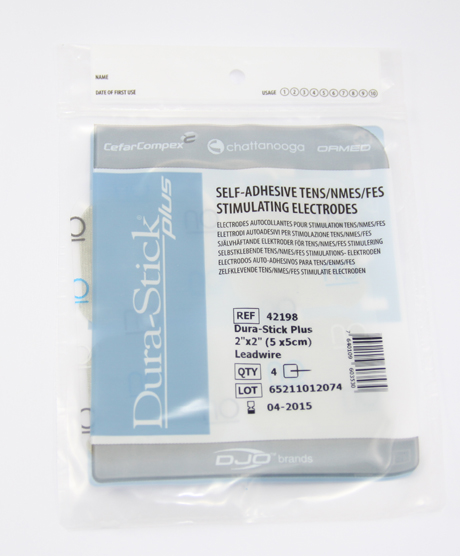 NAME
DATE OF FIRST USE
USAGE 1 2 3 4 5 6 7 8 9 10
CefarCompex chattanooga ORMED
SELF-ADHESIVE TENS/NMES/FES
STIMULATING ELECTRODES
ELECTRODES AUTOCOLLANTES POUR STIMULATION TENS/NMES/FES
ELETTRODI AUTOADESIVI PER STIMOLAZIONE TENS/NMES/FES
SJÄLVHÄFTANDE ELEKTRODER FÖR TENS/NMES/FES STIMULERING
SELBSTKLEBENDE TENS/NMES/FES STIMULATIONS- ELEKTRODEN
ELECTRODOS AUTO-ADHESIVOS PARA TENS/ENMS/FES
ZELFKLEVENDE TENS/NMES/FES STIMULATIE ELECTRODEN
Dura-Stick plus
REF 42198
Dura-Stick Plus
2"x2" (5 x5cm)
Leadwire
QTY 4
LOT 65211012074
04-2015
DJO™ brands